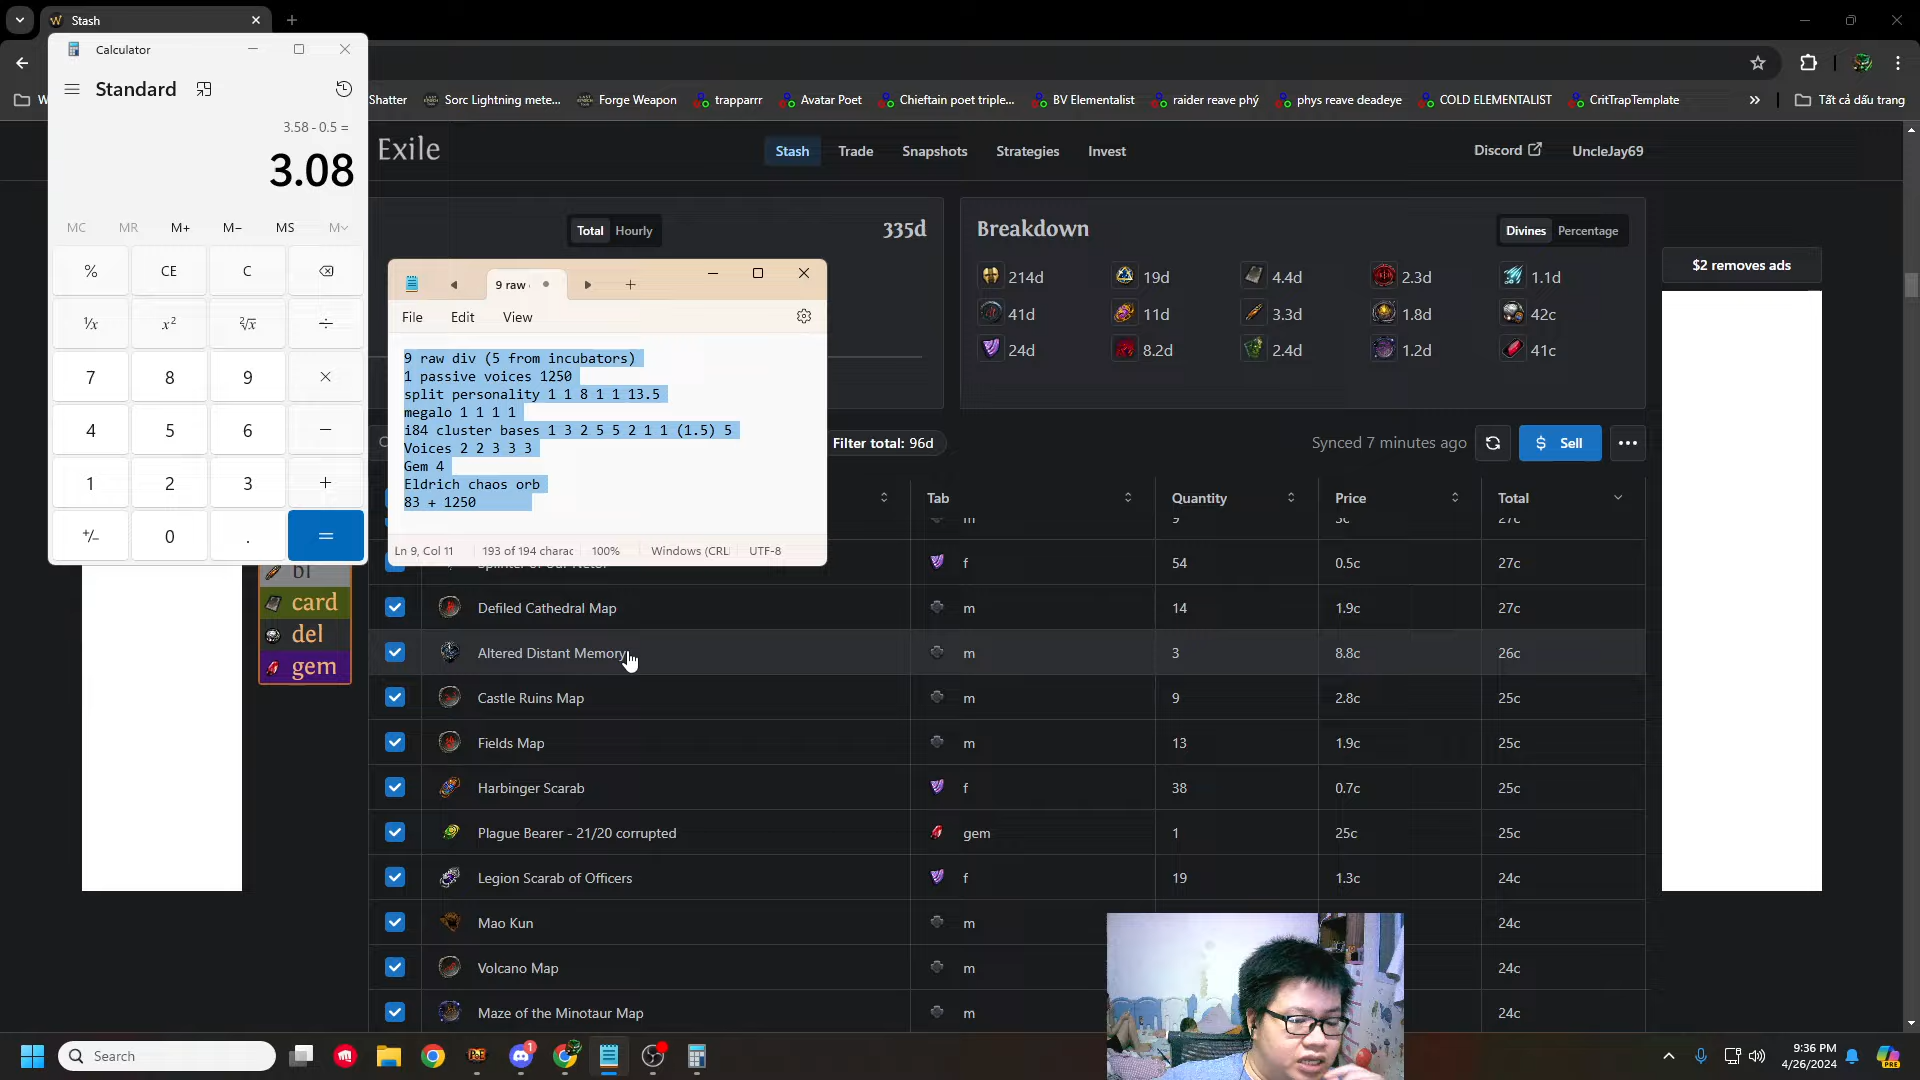 Stash
Calculator
Standard
3.58 - 0.5 =
3.08
MC MR M+ M− MS M
% CE C
¹/x x² ²√x ÷
7 8 9 ×
4 5 6 −
1 2 3 +
+/− 0 . =
W
Shatter
Sorc Lightning mete...
Forge Weapon
trapparr
Avatar Poet
Chieftain poet triple...
BV Elementalist
raider reave phý
phys reave deadeye
COLD ELEMENTALIST
CritTrapTemplate
»
Tất cả dấu trang
Exile
Stash Trade Snapshots Strategies Invest
Discord
UncleJay69
Total Hourly
335d
Breakdown
Divines Percentage
214d 19d 4.4d 2.3d 1.1d
41d 11d 3.3d 1.8d 42c
24d 8.2d 2.4d 1.2d 41c
$2 removes ads
9 raw
File Edit View
9 raw div (5 from incubators)
1 passive voices 1250
split personality 1 1 8 1 1 13.5
megalo 1 1 1 1
i84 cluster bases 1 3 2 5 5 2 1 1 (1.5) 5
Voices 2 2 3 3 3
Gem 4
Eldrich chaos orb
83 + 1250
Ln 9, Col 11 193 of 194 charac 100% Windows (CRL UTF-8
Filter total: 96d
Synced 7 minutes ago
$ Sell
Tab Quantity Price Total
m 9 3c 27c
f 54 0.5c 27c
Defiled Cathedral Map m 14 1.9c 27c
Altered Distant Memory m 3 8.8c 26c
Castle Ruins Map m 9 2.8c 25c
Fields Map m 13 1.9c 25c
Harbinger Scarab f 38 0.7c 25c
Plague Bearer - 21/20 corrupted gem 1 25c 25c
Legion Scarab of Officers f 19 1.3c 24c
Mao Kun m 24c
Volcano Map m 24c
Maze of the Minotaur Map m 24c
bl
card
del
gem
Search
PoE
1
9:36 PM
4/26/2024
PRE